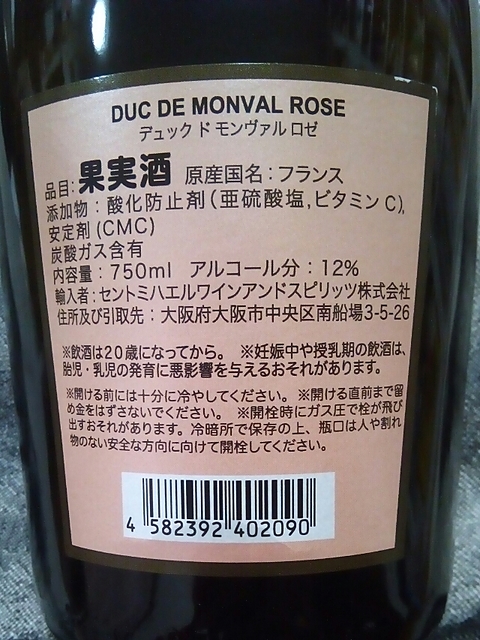 DUC DE MONVAL ROSE
デュック ド モンヴァル ロゼ
品目:果実酒 原産国名:フランス
添加物:酸化防止剤(亜硫酸塩,ビタミンC),
安定剤(CMC)
炭酸ガス含有
内容量:750ml アルコール分:12%
輸入者:セントミハエルワインアンドスピリッツ株式会社
住所及び引取先:大阪府大阪市中央区南船場3-5-26
※飲酒は20歳になってから。 ※妊娠中や授乳期の飲酒は、
胎児・乳児の発育に悪影響を与えるおそれがあります。
※開ける前には十分に冷やしてください。 ※開ける直前まで留
め金をはずさないでください。 ※開栓時にガス圧で栓が飛び
出すおそれがあります。冷暗所で保存の上、瓶口は人や割れ
物のない安全な方向に向けて開栓してください。
4 582392 402090